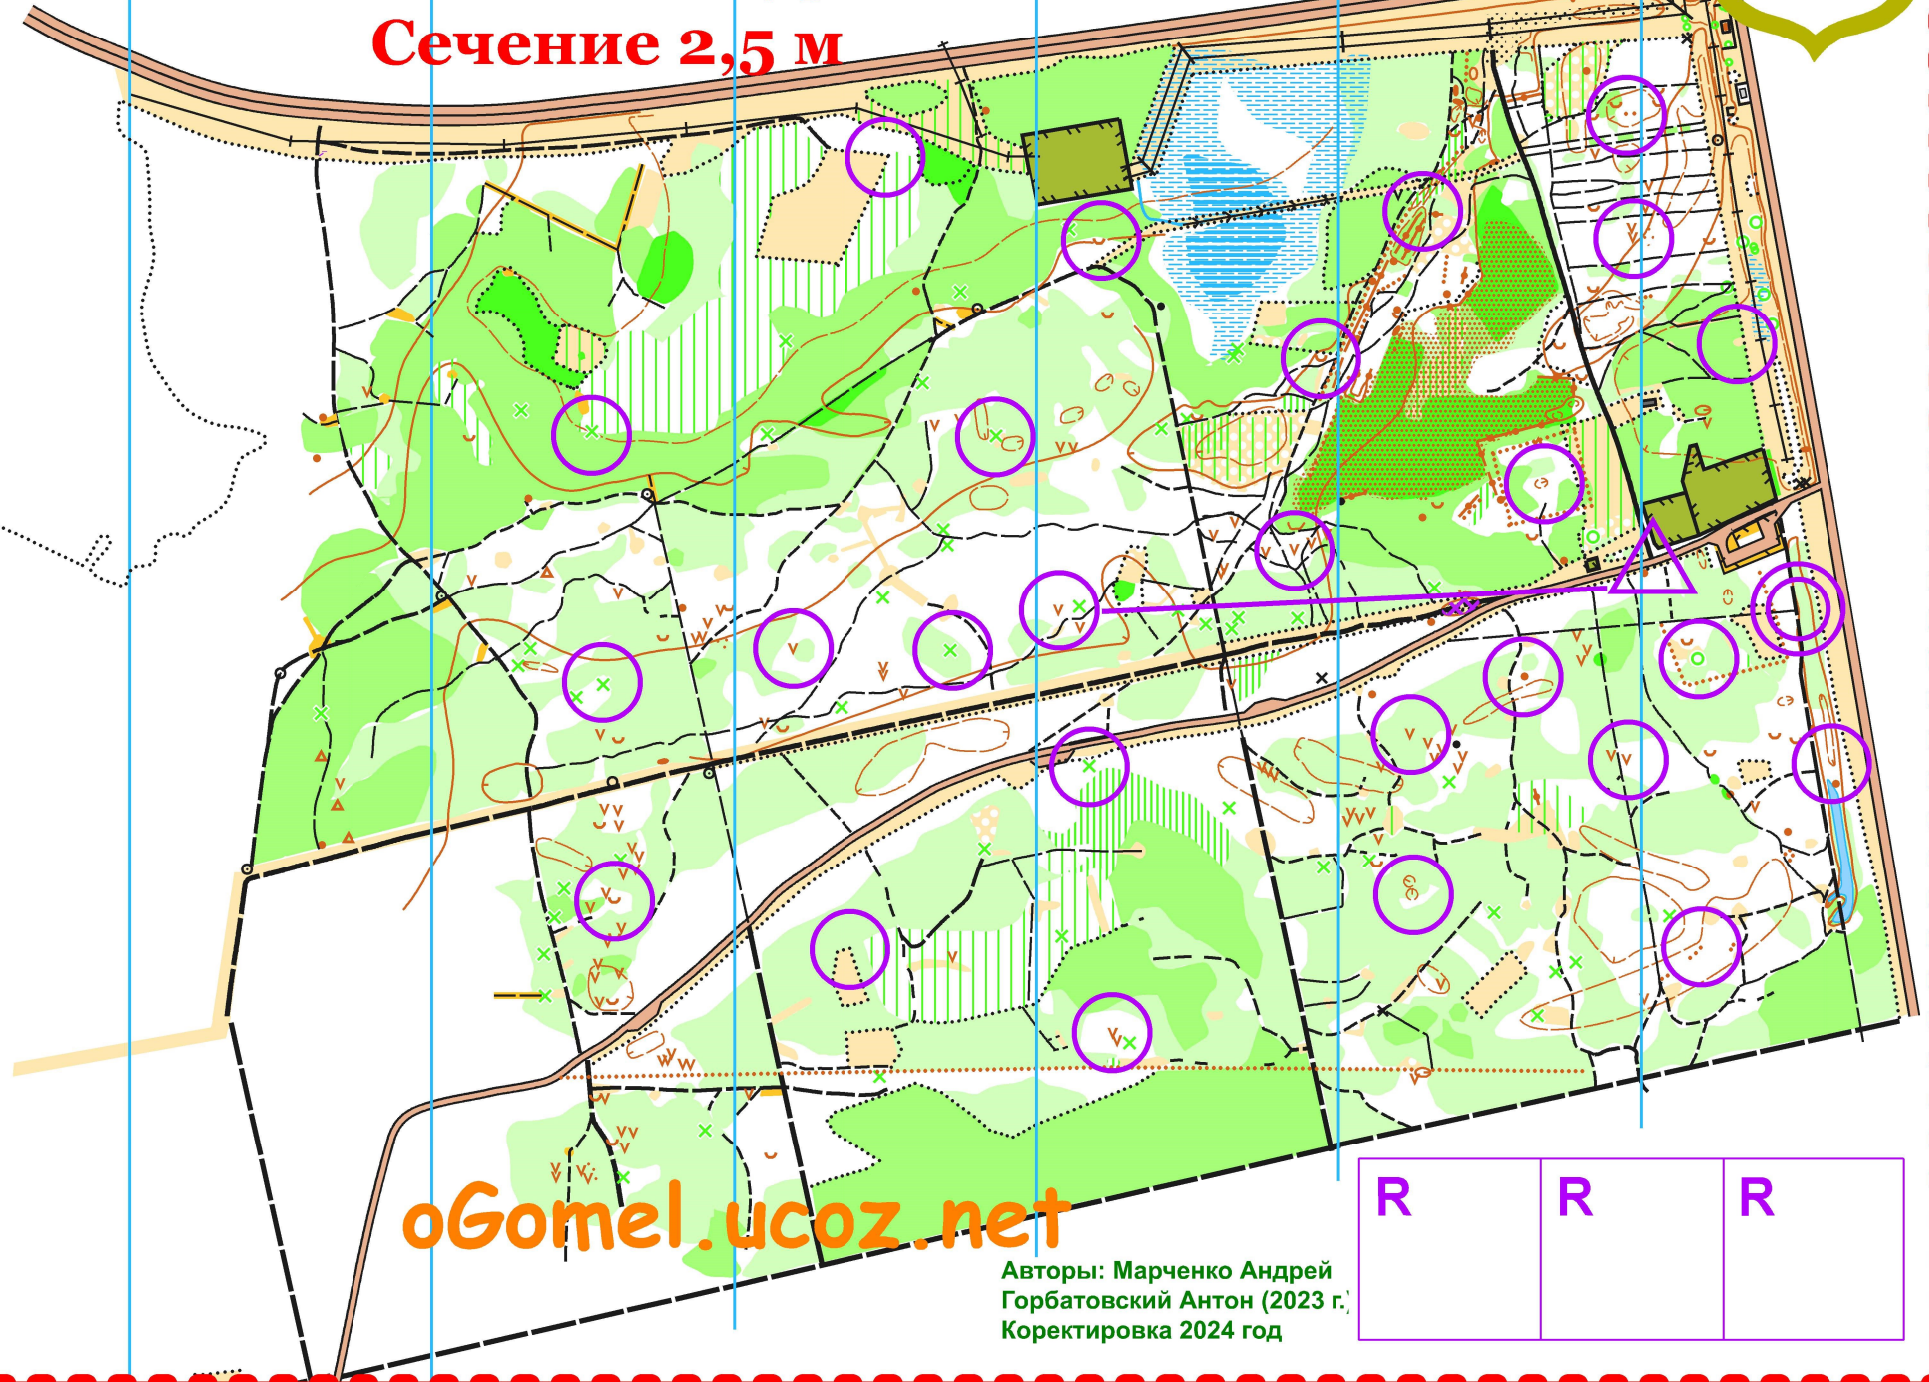 Сечение 2,5 м
R R R
oGomel.ucoz.net
Авторы: Марченко Андрей
Горбатовский Антон (2023 г.)
Коректировка 2024 год